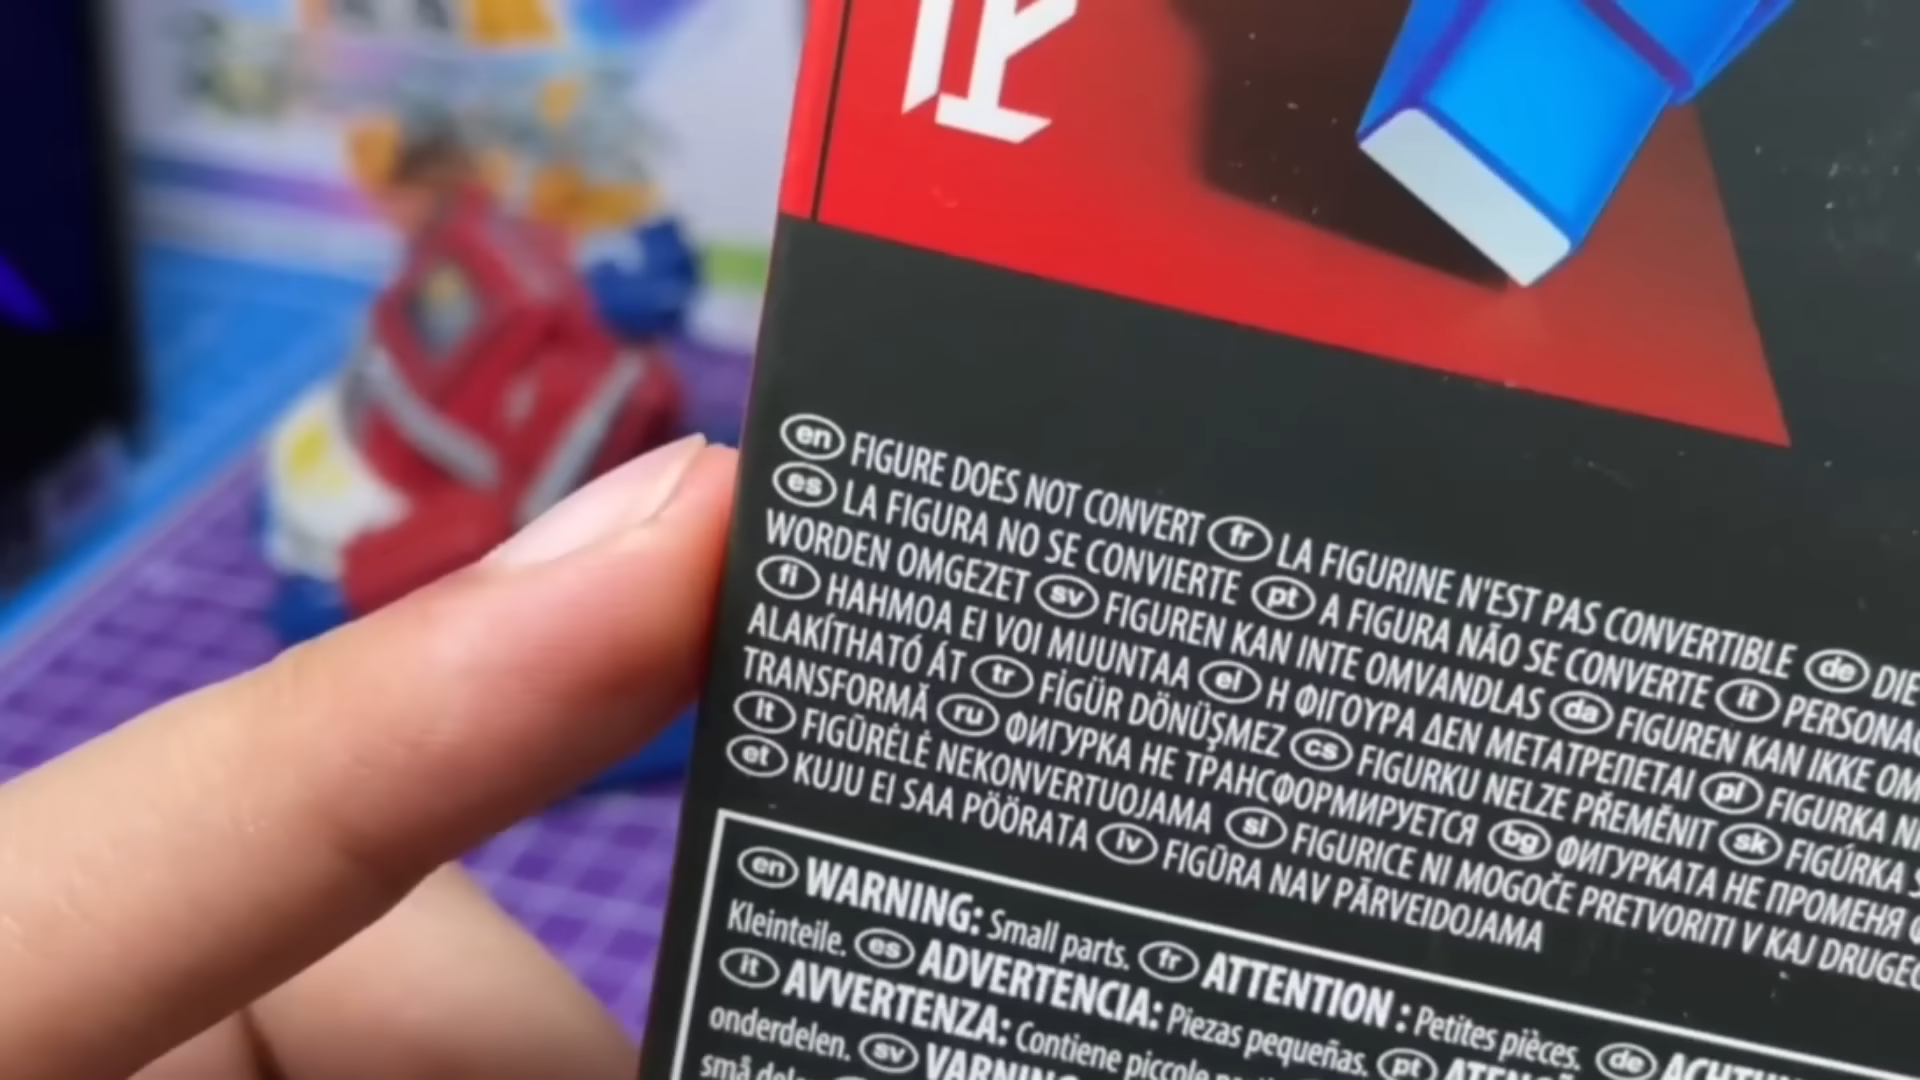 en FIGURE DOES NOT CONVERT fr LA FIGURINE N'EST PAS CONVERTIBLE de DIE
es LA FIGURA NO SE CONVIERTE pt A FIGURA NÃO SE CONVERTE it PERSONAG
WORDEN OMGEZET sv FIGUREN KAN INTE OMVANDLAS da FIGUREN KAN IKKE OM
fi HAHMOA EI VOI MUUNTAA el Η ΦΙΓΟΥΡΑ ΔΕΝ ΜΕΤΑΤΡΕΠΕΤΑΙ pl FIGURKA NI
ALAKÍTHATÓ ÁT tr FİGÜR DÖNÜŞMEZ cs FIGURKU NELZE PŘEMĚNIT sk FIGÚRKA S
TRANSFORMĂ ru ФИГУРКА НЕ ТРАНСФОРМИРУЕТСЯ bg ФИГУРКАТА НЕ ПРОМЕНЯ
lt FIGŪRĖLĖ NEKONVERTUOJAMA sl FIGURICE NI MOGOČE PRETVORITI V KAJ DRUGEG
et KUJU EI SAA PÖÖRATA lv FIGŪRA NAV PĀRVEIDOJAMA
en WARNING: Small parts. fr ATTENTION : Petites pièces. de ACHTUN
Kleinteile. es ADVERTENCIA: Piezas pequeñas. pt ATENÇÃ
it AVVERTENZA: Contiene piccole
onderdelen. sv VARNING
små dele